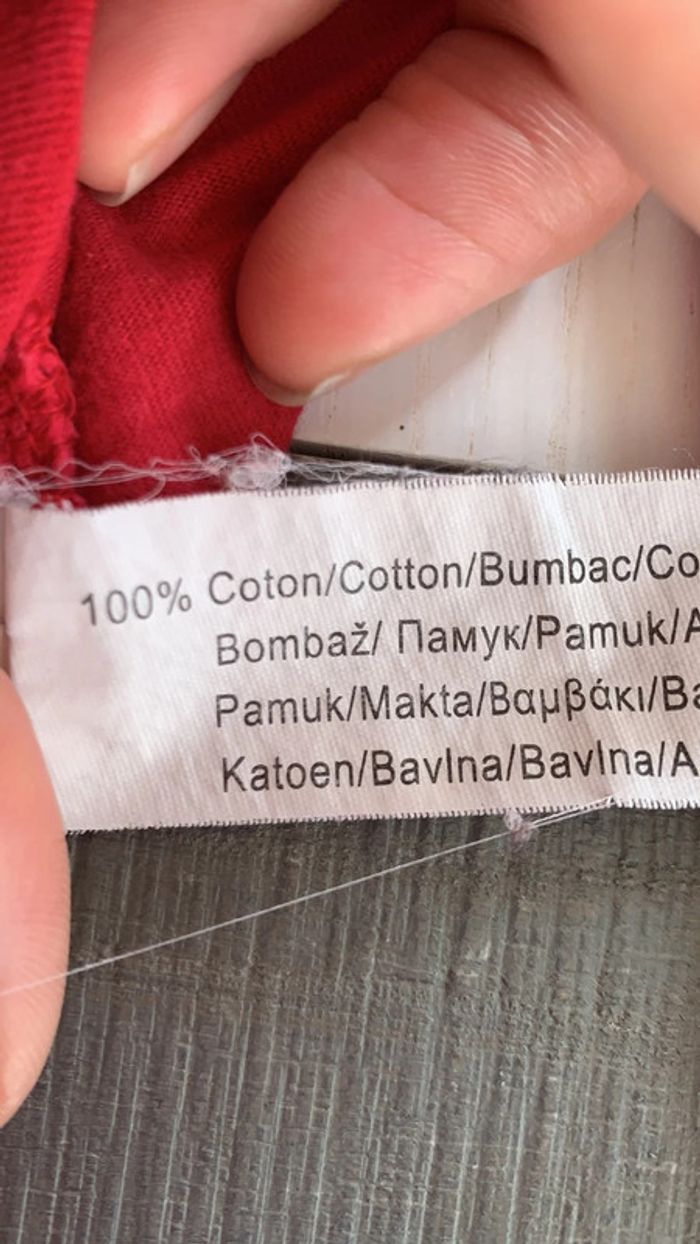 100% Coton/Cotton/Bumbac/Co
Bombaž/ Памук/Pamuk/A
Pamuk/Makta/Βαμβάκι/Ba
Katoen/Bavlna/Bavlna/A